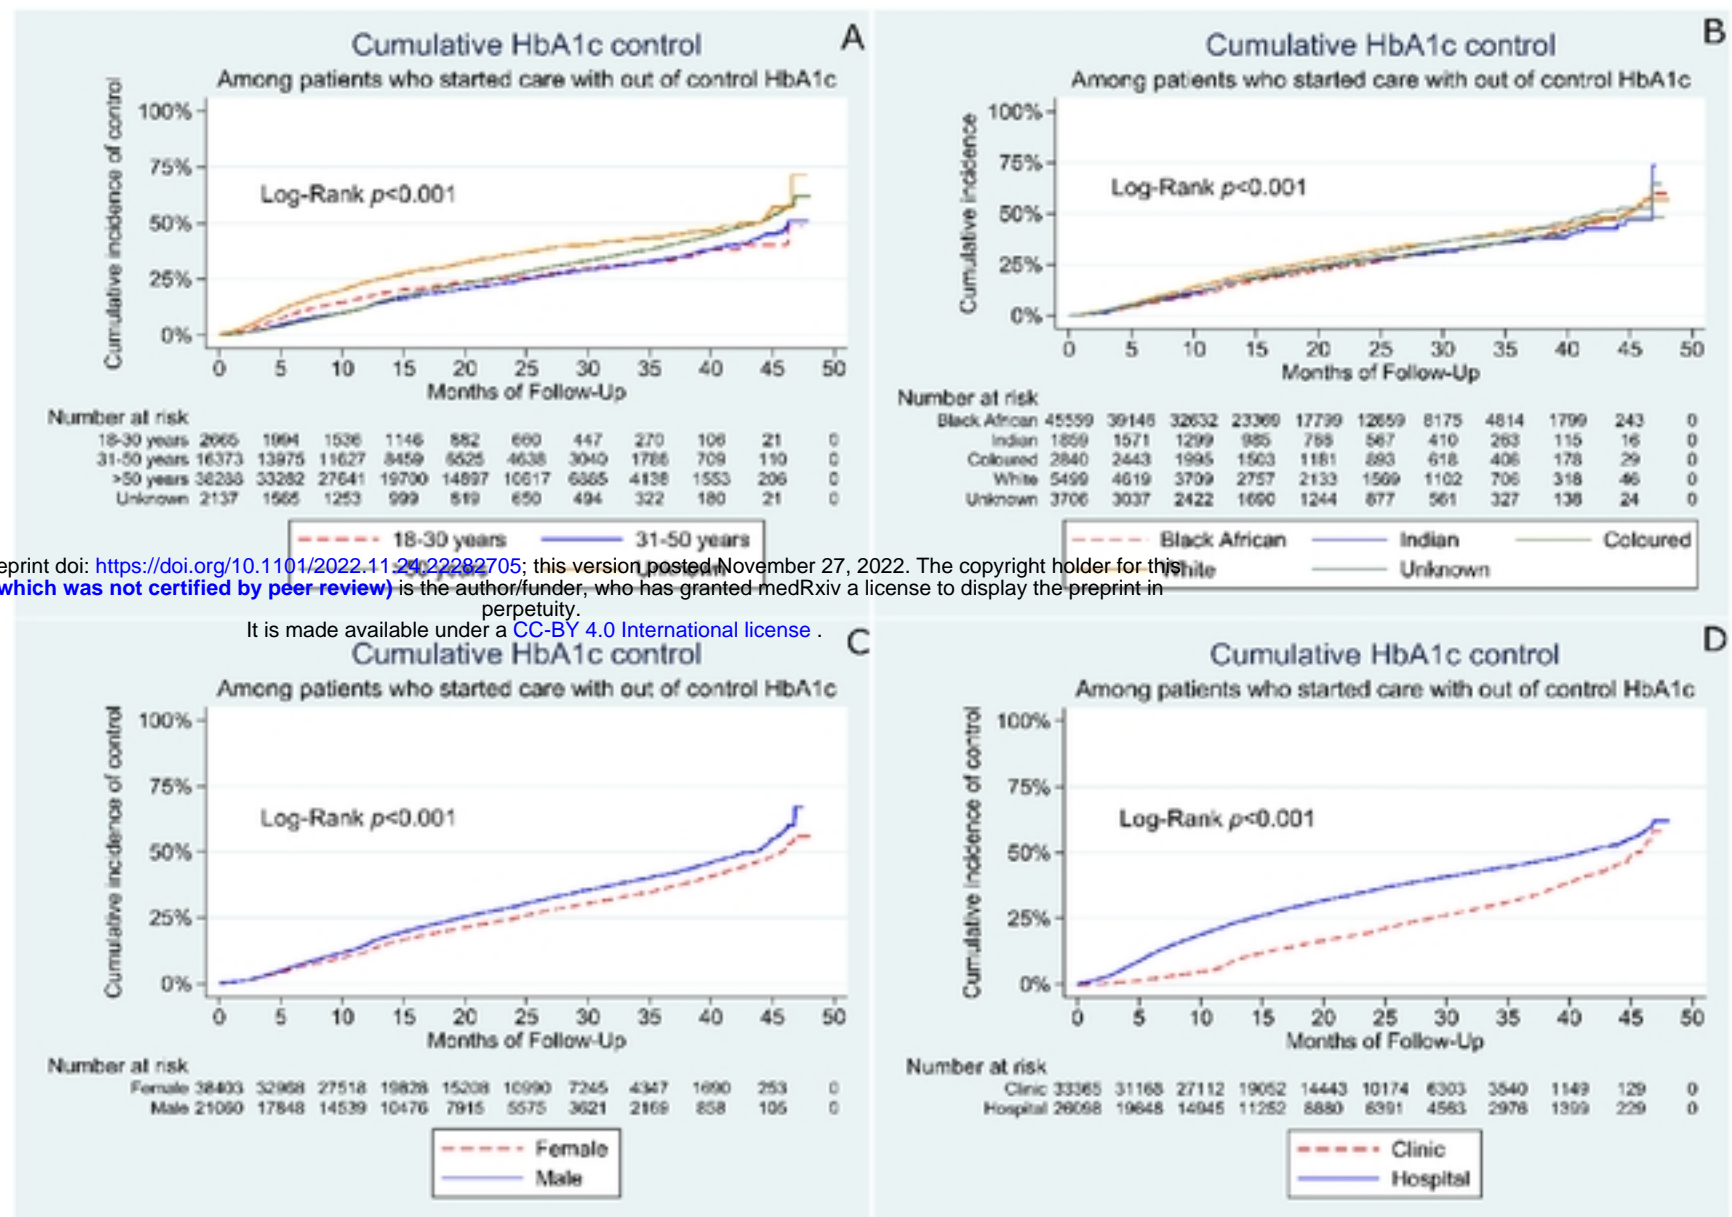 A
Cumulative HbA1c control
Among patients who started care with out of control HbA1c
Cumulative incidence of control
100%
75%
50%
25%
0%
Log-Rank p<0.001
0 5 10 15 20 25 30 35 40 45 50
Months of Follow-Up
Number at risk
18-30 years 2665 1994 1536 1146 882 660 447 270 106 21 0
31-50 years 16373 13975 11627 8459 6525 4638 3040 1786 709 110 0
>50 years 38288 33282 27641 19700 14897 10617 6885 4138 1553 206 0
Unknown 2137 1565 1253 999 819 650 494 322 180 21 0
18-30 years 31-50 years
>50 years Unknown
B
Cumulative HbA1c control
Among patients who started care with out of control HbA1c
Cumulative incidence
100%
75%
50%
25%
0%
Log-Rank p<0.001
0 5 10 15 20 25 30 35 40 45 50
Months of Follow-Up
Number at risk
Black African 45559 39146 32632 23369 17799 12659 8175 4814 1799 243 0
Indian 1859 1571 1299 985 766 567 410 263 115 16 0
Coloured 2840 2443 1995 1503 1181 893 618 406 178 29 0
White 5499 4619 3709 2757 2133 1569 1102 706 318 46 0
Unknown 3706 3037 2422 1690 1244 877 561 327 138 24 0
Black African Indian Coloured
White Unknown
eprint doi: https://doi.org/10.1101/2022.11.24.22282705; this version posted November 27, 2022. The copyright holder for this
which was not certified by peer review) is the author/funder, who has granted medRxiv a license to display the preprint in
perpetuity.
It is made available under a CC-BY 4.0 International license .
C
Cumulative HbA1c control
Among patients who started care with out of control HbA1c
Cumulative incidence of control
100%
75%
50%
25%
0%
Log-Rank p<0.001
0 5 10 15 20 25 30 35 40 45 50
Months of Follow-Up
Number at risk
Female 38403 32968 27518 19828 15208 10990 7245 4347 1690 253 0
Male 21060 17848 14539 10476 7915 5575 3621 2169 858 105 0
Female
Male
D
Cumulative HbA1c control
Among patients who started care with out of control HbA1c
Cumulative incidence of control
100%
75%
50%
25%
0%
Log-Rank p<0.001
0 5 10 15 20 25 30 35 40 45 50
Months of Follow-Up
Number at risk
Clinic 33365 31168 27112 19052 14443 10174 6303 3540 1149 129 0
Hospital 26098 19648 14945 11252 8680 6391 4563 2976 1399 229 0
Clinic
Hospital